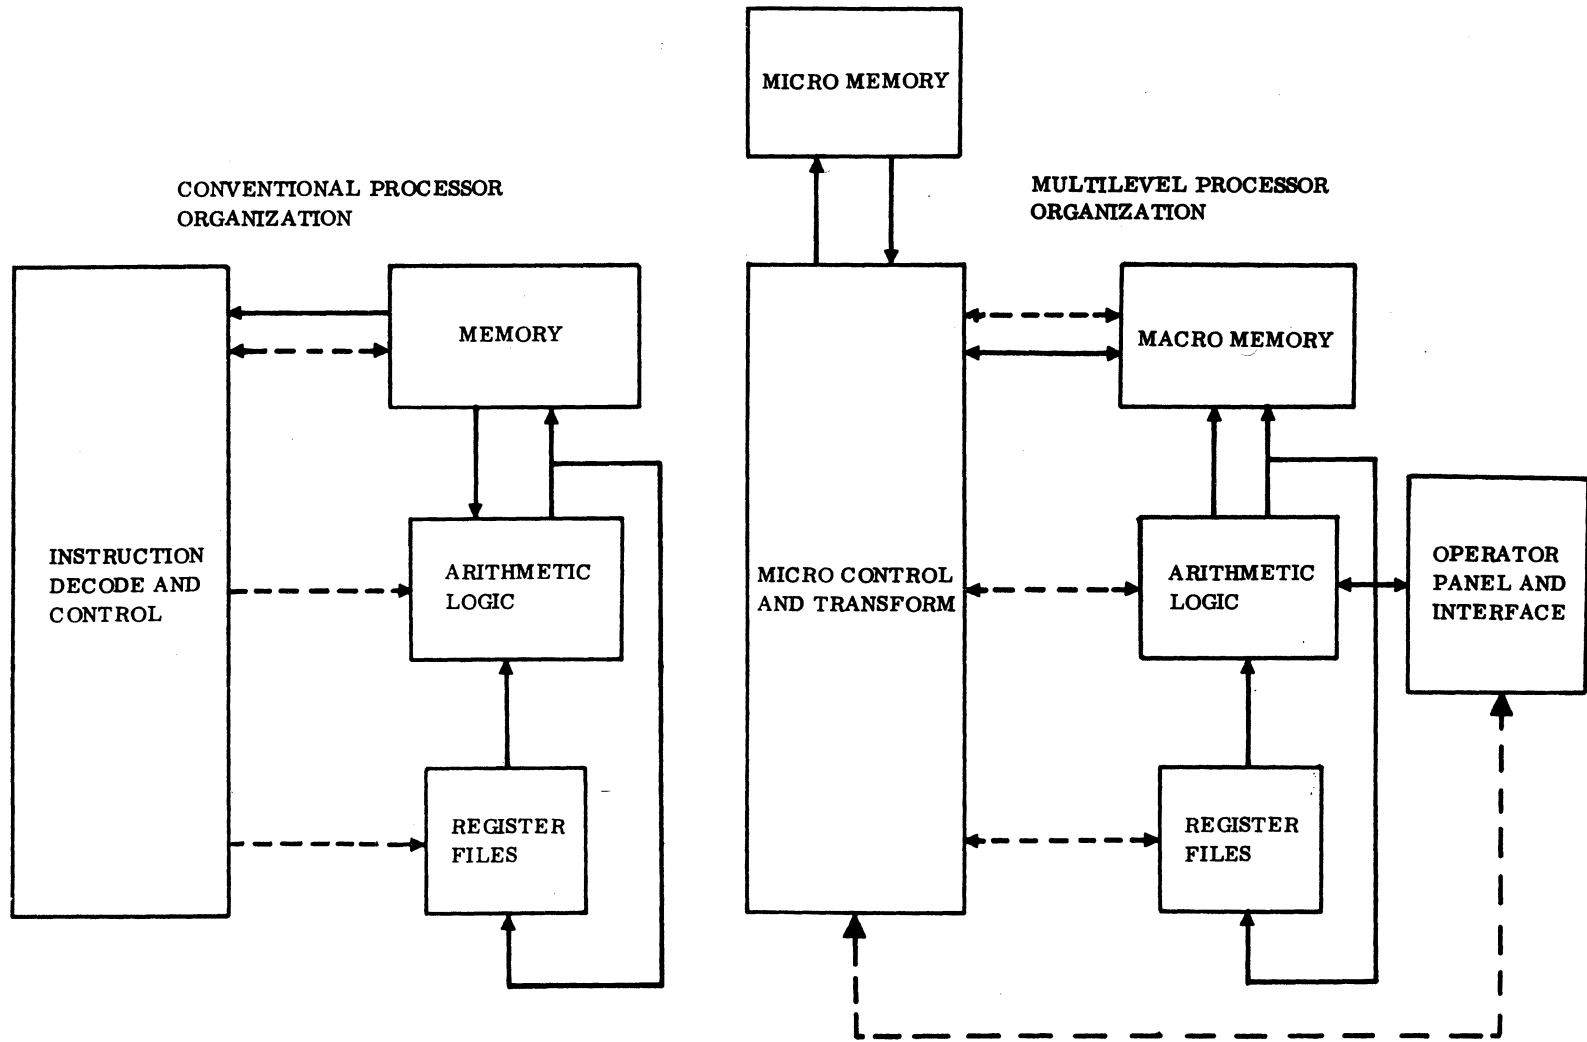 CONVENTIONAL PROCESSOR
ORGANIZATION
INSTRUCTION
DECODE AND
CONTROL
MEMORY
ARITHMETIC
LOGIC
REGISTER
FILES
MICRO MEMORY
MULTILEVEL PROCESSOR
ORGANIZATION
MICRO CONTROL
AND TRANSFORM
MACRO MEMORY
ARITHMETIC
LOGIC
REGISTER
FILES
OPERATOR
PANEL AND
INTERFACE